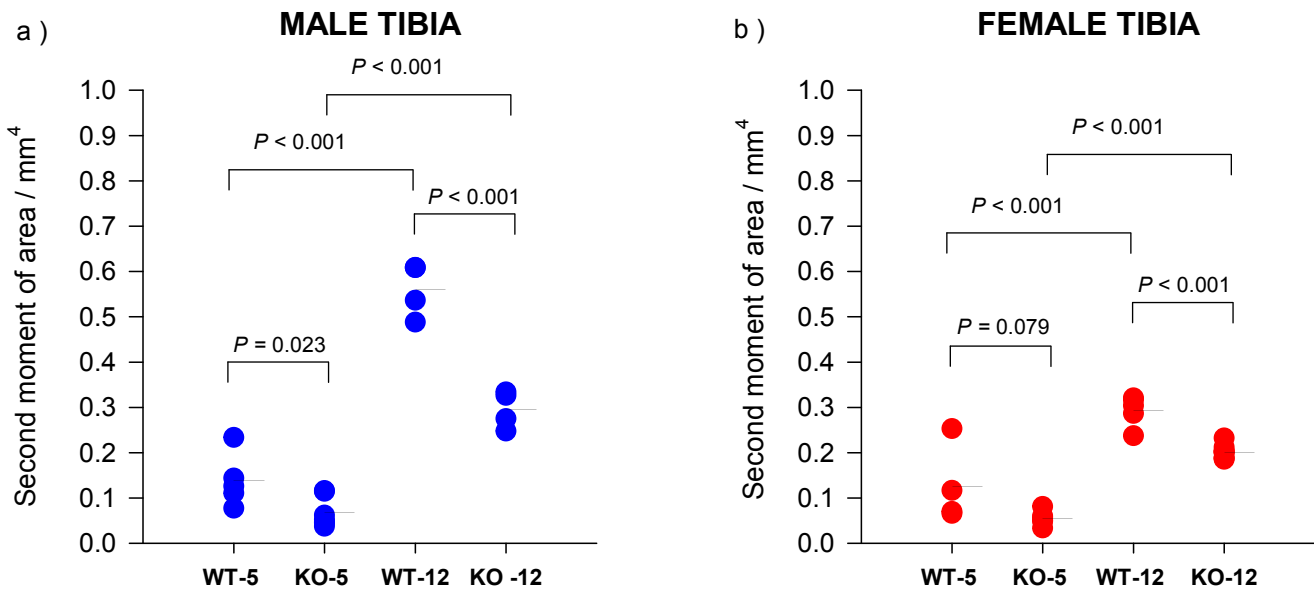 a )
MALE TIBIA
Second moment of area / mm⁴
1.0
0.9
0.8
0.7
0.6
0.5
0.4
0.3
0.2
0.1
0.0
P < 0.001
P < 0.001
P < 0.001
P = 0.023
WT-5 KO-5 WT-12 KO -12
b )
FEMALE TIBIA
Second moment of area / mm⁴
1.0
0.9
0.8
0.7
0.6
0.5
0.4
0.3
0.2
0.1
0.0
P < 0.001
P < 0.001
P < 0.001
P = 0.079
WT-5 KO-5 WT-12 KO-12